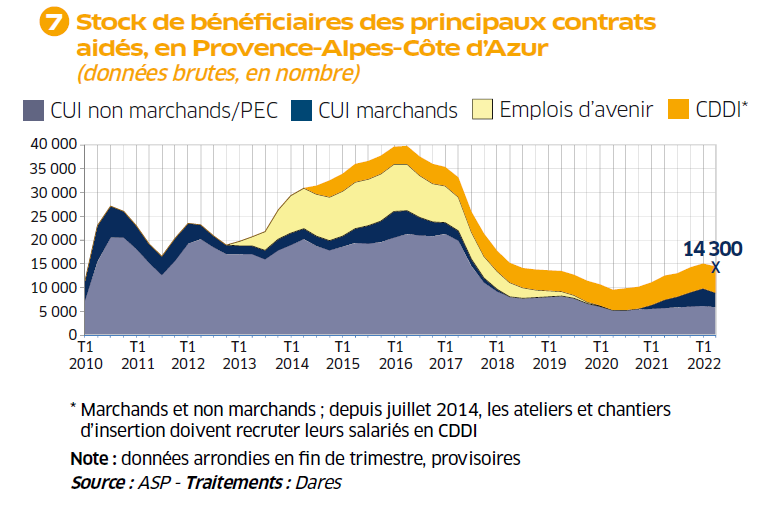 7 Stock de bénéficiaires des principaux contrats
aidés, en Provence-Alpes-Côte d'Azur
(données brutes, en nombre)
CUI non marchands/PEC CUI marchands Emplois d'avenir CDDI*
40 000
35 000
30 000
25 000
20 000
15 000
10 000
5 000
0
14 300
X
T1 T1 T1 T1 T1 T1 T1 T1 T1 T1 T1 T1 T1
2010 2011 2012 2013 2014 2015 2016 2017 2018 2019 2020 2021 2022
* Marchands et non marchands ; depuis juillet 2014, les ateliers et chantiers
d'insertion doivent recruter leurs salariés en CDDI
Note : données arrondies en fin de trimestre, provisoires
Source : ASP - Traitements : Dares